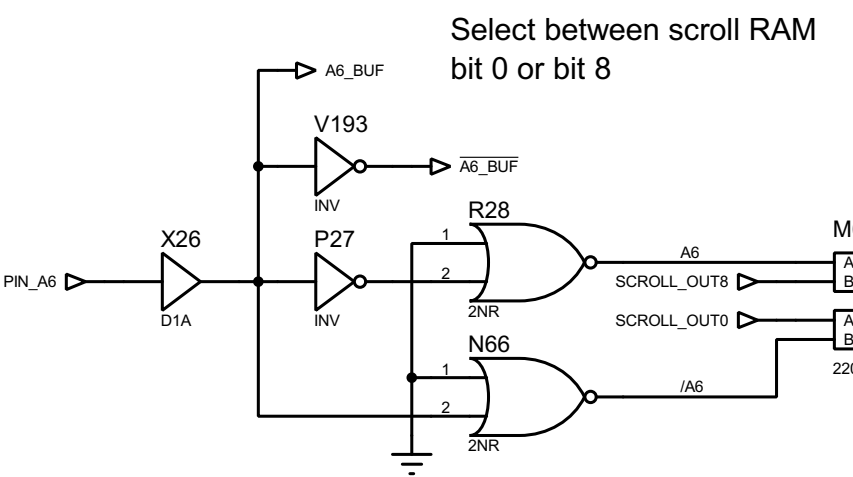 Select between scroll RAM
bit 0 or bit 8
A6_BUF
V193
A6_BUF
INV
R28
X26
P27
1
M
A6
A
PIN_A6
2
SCROLL_OUT8
B
D1A
INV
2NR
SCROLL_OUT0
A
N66
B
1
220
/A6
2
2NR